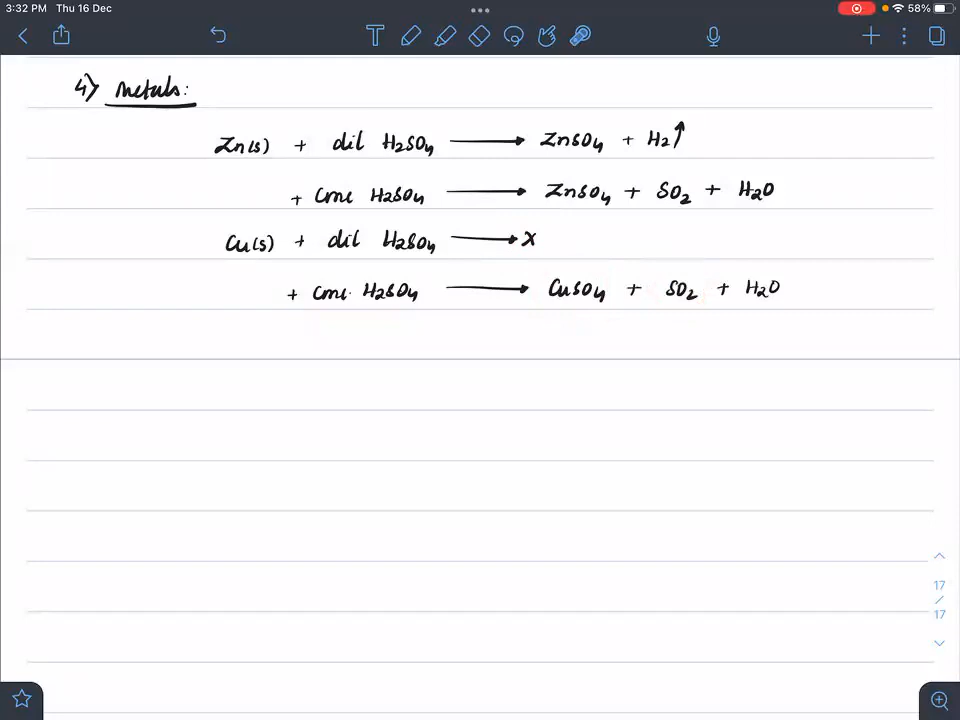 3:32 PM Thu 16 Dec 58%
4) Metals:
Zn(s) + dil H2SO4 → ZnSO4 + H2↑
+ Conc H2SO4 → ZnSO4 + SO2 + H2O
Cu(s) + dil H2SO4 → X
+ Conc. H2SO4 → CuSO4 + SO2 + H2O
17
/
17